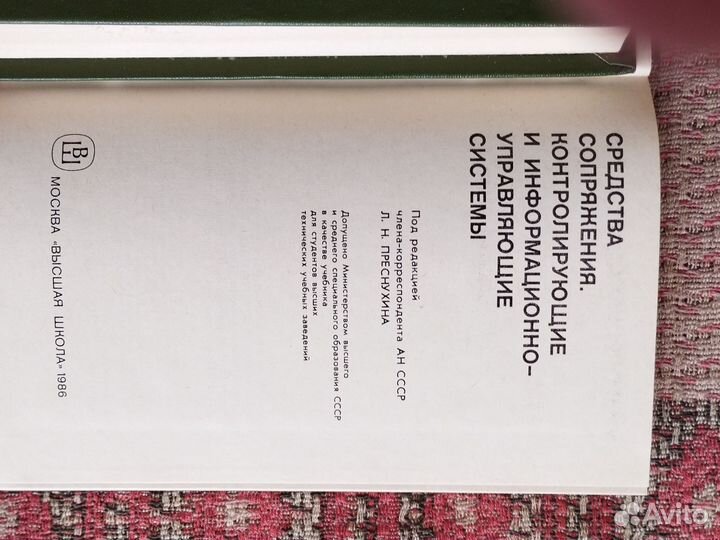 СРЕДСТВА
СОПРЯЖЕНИЯ.
КОНТРОЛИРУЮЩИЕ
И ИНФОРМАЦИОННО-
УПРАВЛЯЮЩИЕ
СИСТЕМЫ
Под редакцией
члена-корреспондента АН СССР
Л. Н. ПРЕСНУХИНА
Допущено Министерством высшего
и среднего специального образования СССР
в качестве учебника
для студентов высших
технических учебных заведений
МОСКВА «ВЫСШАЯ ШКОЛА» 1986
Avito